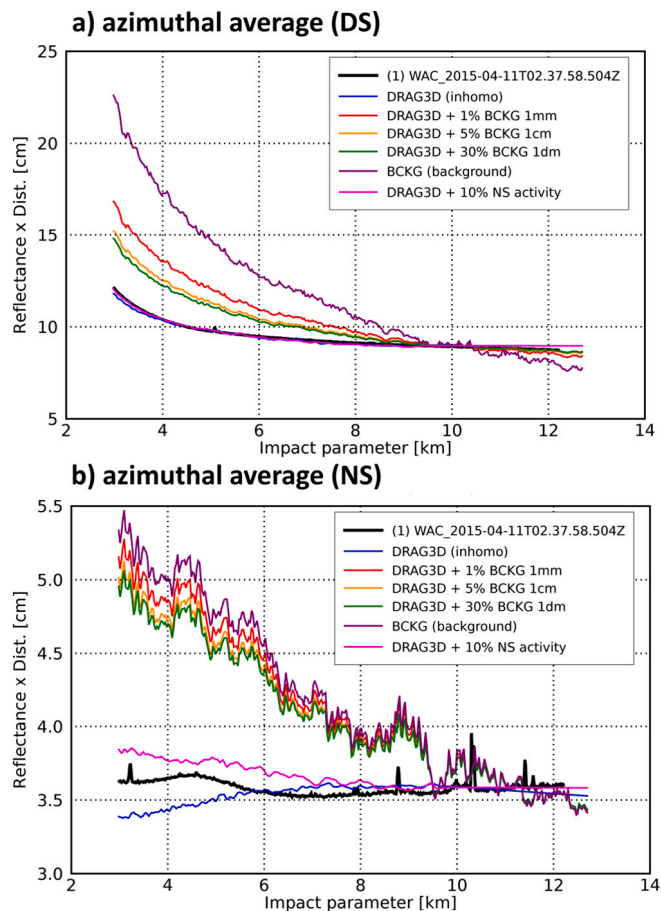 a) azimuthal average (DS)
25
20
15
10
5
Reflectance x Dist. [cm]
(1) WAC_2015-04-11T02.37.58.504Z
DRAG3D (inhomo)
DRAG3D + 1% BCKG 1mm
DRAG3D + 5% BCKG 1cm
DRAG3D + 30% BCKG 1dm
BCKG (background)
DRAG3D + 10% NS activity
2 4 6 8 10 12 14
Impact parameter [km]
b) azimuthal average (NS)
5.5
5.0
4.5
4.0
3.5
3.0
Reflectance x Dist. [cm]
(1) WAC_2015-04-11T02.37.58.504Z
DRAG3D (inhomo)
DRAG3D + 1% BCKG 1mm
DRAG3D + 5% BCKG 1cm
DRAG3D + 30% BCKG 1dm
BCKG (background)
DRAG3D + 10% NS activity
2 4 6 8 10 12 14
Impact parameter [km]